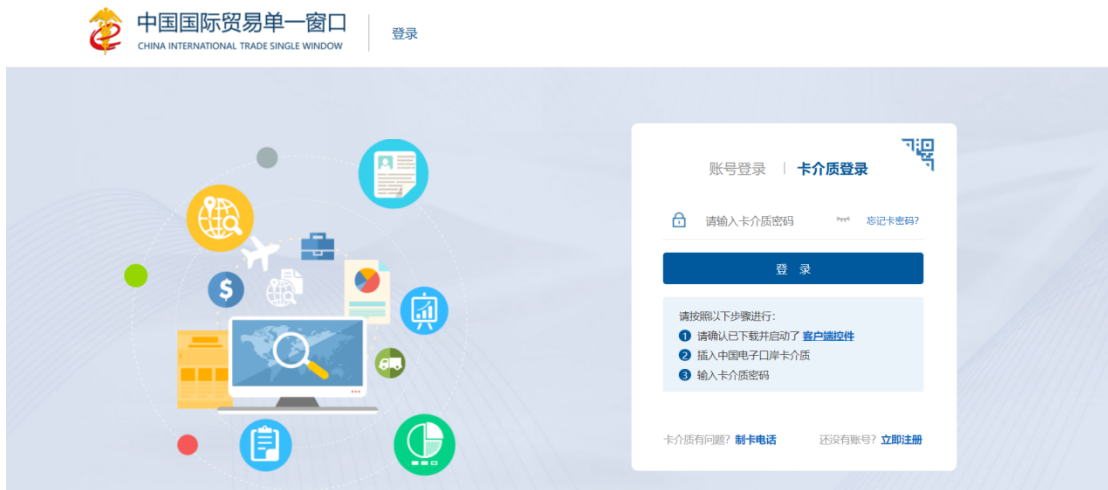 中国国际贸易单一窗口
CHINA INTERNATIONAL TRADE SINGLE WINDOW
登录
账号登录 | 卡介质登录
请输入卡介质密码 忘记卡密码?
登 录
请按照以下步骤进行:
1 请确认已下载并启动了 客户端控件
2 插入中国电子口岸卡介质
3 输入卡介质密码
卡介质有问题? 制卡电话 还没有账号? 立即注册